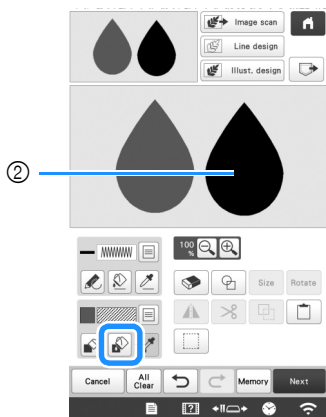 Image scan
Line design
Illust. design
②
100
%
Size
Rotate
Cancel
All
Clear
Memory
Next